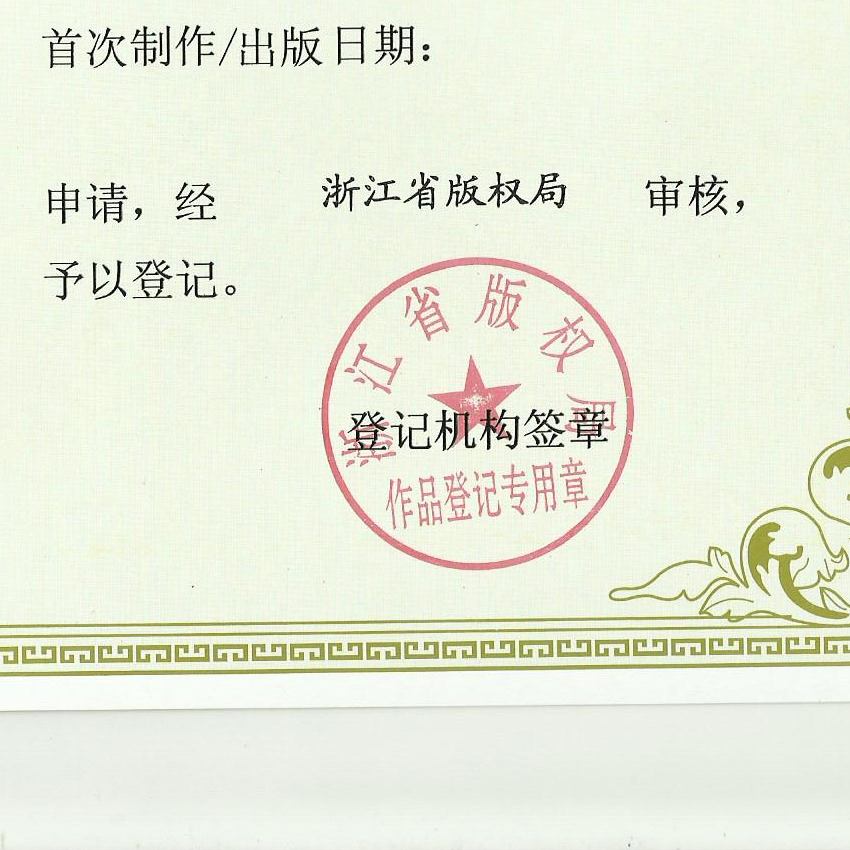 首次制作/出版日期：
申请，经 浙江省版权局 审核，
予以登记。
浙江省版权局
登记机构签章
作品登记专用章